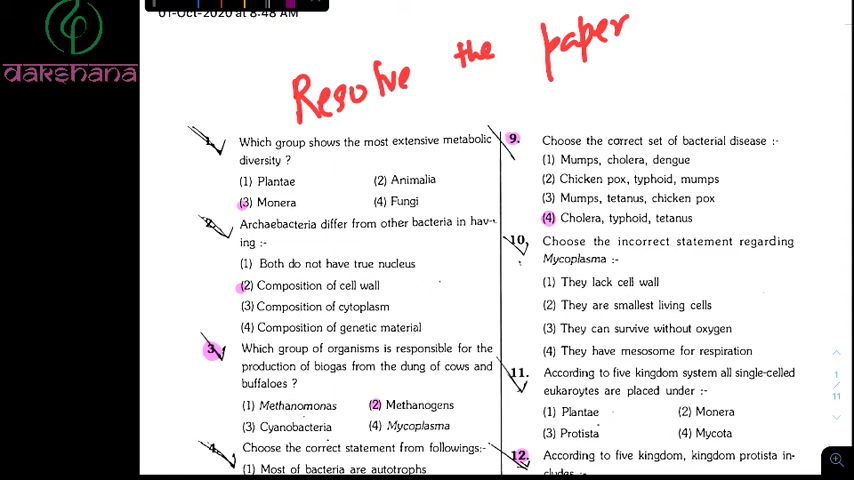 01-Oct-2020 at 8:48 AM
dakshana
Resolve the paper
1. Which group shows the most extensive metabolic
diversity ?
(1) Plantae (2) Animalia
(3) Monera (4) Fungi
2. Archaebacteria differ from other bacteria in hav-
ing :-
(1) Both do not have true nucleus
(2) Composition of cell wall
(3) Composition of cytoplasm
(4) Composition of genetic material
3. Which group of organisms is responsible for the
production of biogas from the dung of cows and
buffaloes ?
(1) Methanomonas (2) Methanogens
(3) Cyanobacteria (4) Mycoplasma
4. Choose the correct statement from followings:-
(1) Most of bacteria are autotrophs
9. Choose the correct set of bacterial disease :-
(1) Mumps, cholera, dengue
(2) Chicken pox, typhoid, mumps
(3) Mumps, tetanus, chicken pox
(4) Cholera, typhoid, tetanus
10. Choose the incorrect statement regarding
Mycoplasma :-
(1) They lack cell wall
(2) They are smallest living cells
(3) They can survive without oxygen
(4) They have mesosome for respiration
11. According to five kingdom system all single-celled
eukaroytes are placed under :-
(1) Plantae (2) Monera
(3) Protista (4) Mycota
12. According to five kingdom, kingdom protista in-
cludes :-
1
/
11